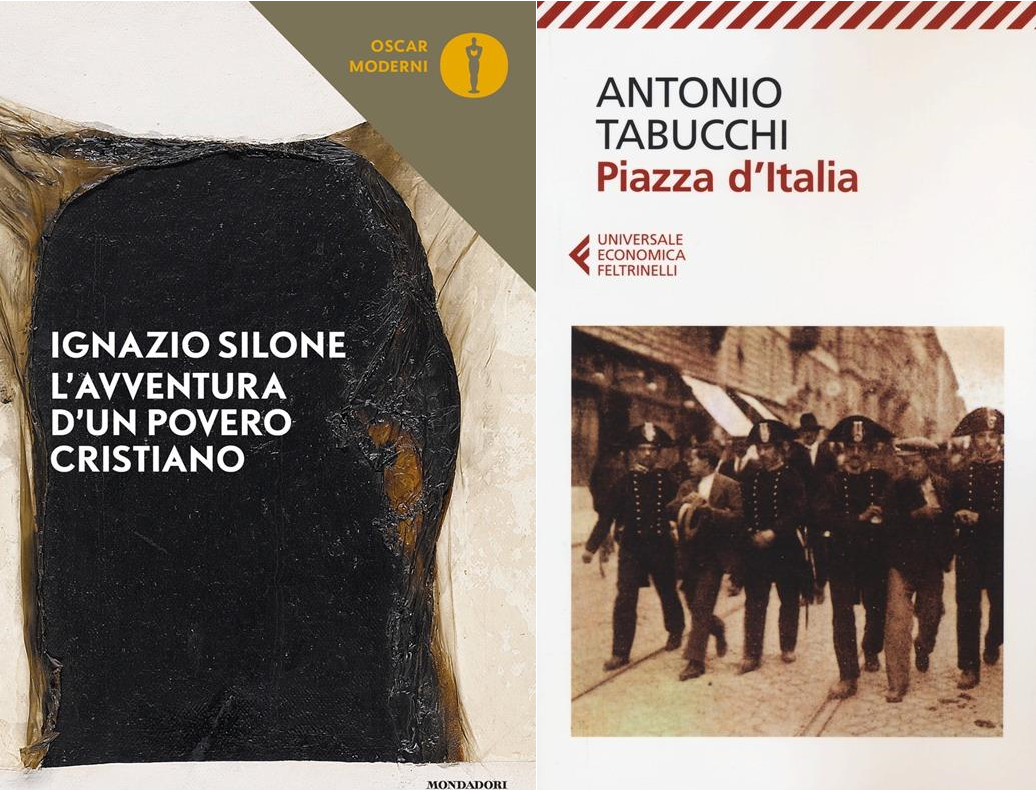 OSCAR
MODERNI
IGNAZIO SILONE
L'AVVENTURA
D'UN POVERO
CRISTIANO
MONDADORI
ANTONIO
TABUCCHI
Piazza d'Italia
UNIVERSALE
ECONOMICA
FELTRINELLI